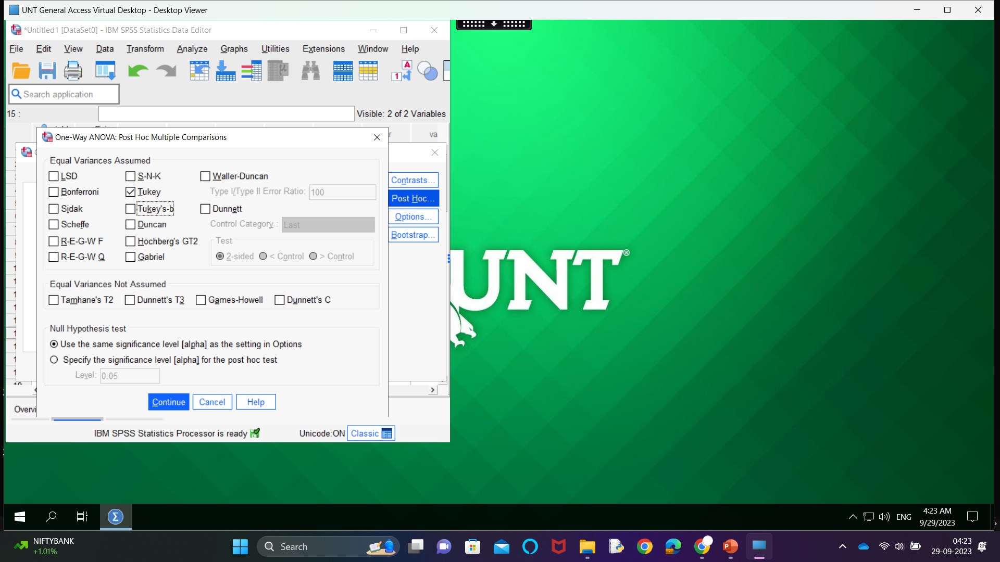 UNT General Access Virtual Desktop - Desktop Viewer
*Untitled1 [DataSet0] - IBM SPSS Statistics Data Editor
File Edit View Data Transform Analyze Graphs Utilities Extensions Window Help
Search application
15 :
Visible: 2 of 2 Variables
va
One-Way ANOVA: Post Hoc Multiple Comparisons
Equal Variances Assumed
LSD S-N-K Waller-Duncan
Bonferroni Tukey Type I/Type II Error Ratio: 100
Sidak Tukey's-b Dunnett
Scheffe Duncan Control Category : Last
R-E-G-W F Hochberg's GT2 Test
R-E-G-W Q Gabriel 2-sided < Control > Control
Equal Variances Not Assumed
Tamhane's T2 Dunnett's T3 Games-Howell Dunnett's C
Null Hypothesis test
Use the same significance level [alpha] as the setting in Options
Specify the significance level [alpha] for the post hoc test
Level: 0.05
Continue Cancel Help
Contrasts...
Post Hoc...
Options...
Bootstrap...
Overvi
IBM SPSS Statistics Processor is ready Unicode:ON Classic
UNT®
ENG
4:23 AM
9/29/2023
NIFTYBANK
+1.01%
Search
04:23
29-09-2023